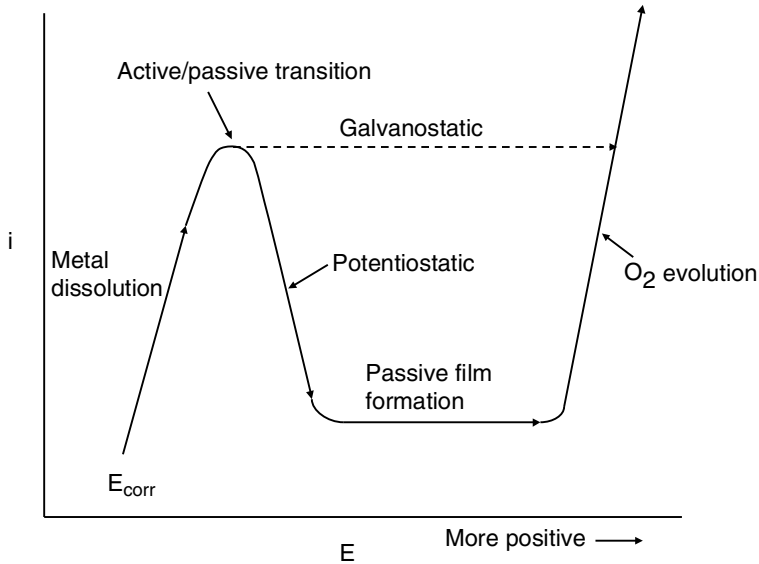 Active/passive transition
Galvanostatic
i
Metal
dissolution
Potentiostatic
O2 evolution
Passive film
formation
Ecorr
More positive
E